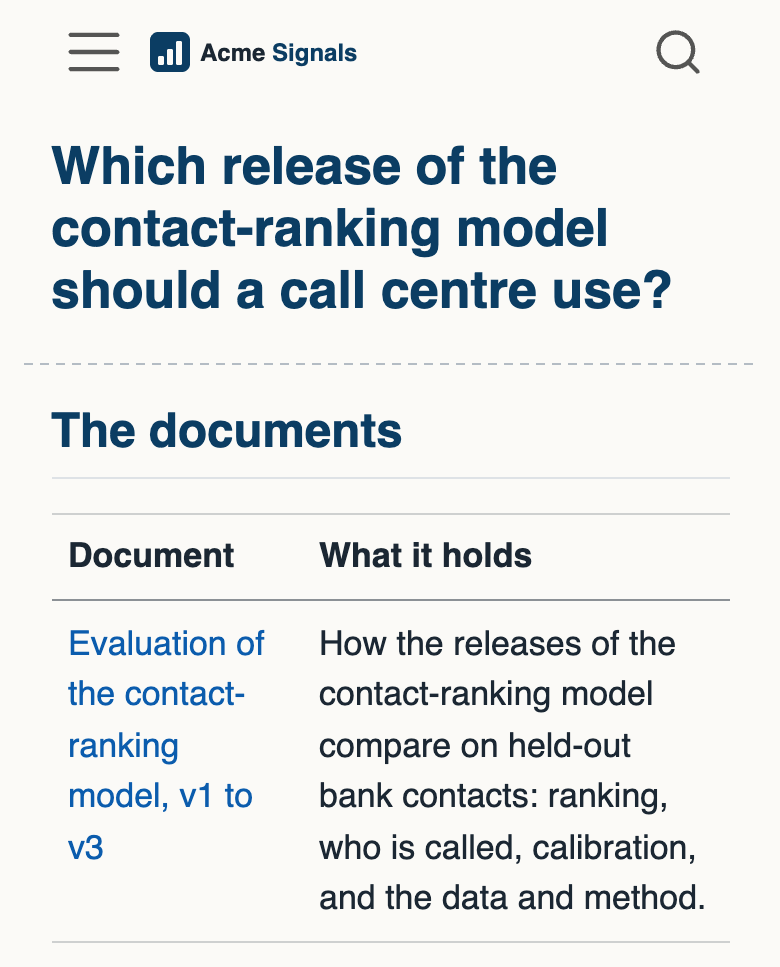 Acme Signals
Which release of the
contact-ranking model
should a call centre use?
The documents
Document What it holds
Evaluation of How the releases of the
the contact- contact-ranking model
ranking compare on held-out
model, v1 to bank contacts: ranking,
v3 who is called, calibration,
and the data and method.